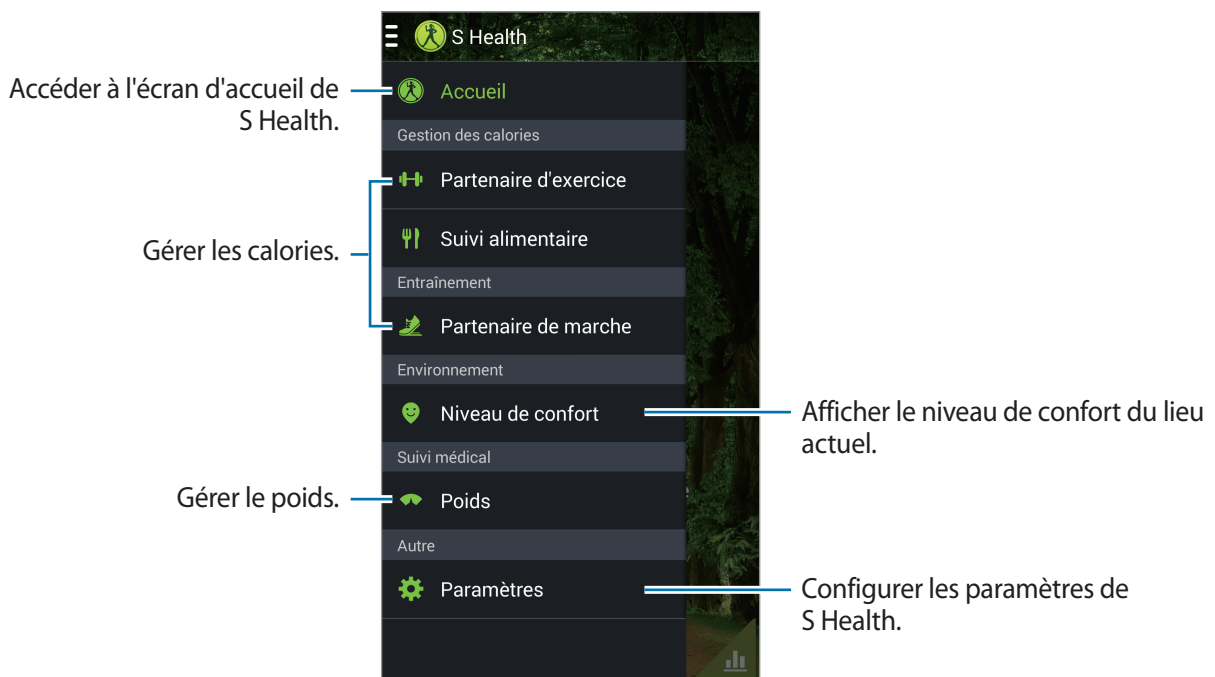 S Health
Accéder à l'écran d'accueil de
S Health.
Accueil
Gestion des calories
Partenaire d'exercice
Gérer les calories.
Suivi alimentaire
Entraînement
Partenaire de marche
Environnement
Niveau de confort
Afficher le niveau de confort du lieu
actuel.
Suivi médical
Gérer le poids.
Poids
Autre
Paramètres
Configurer les paramètres de
S Health.